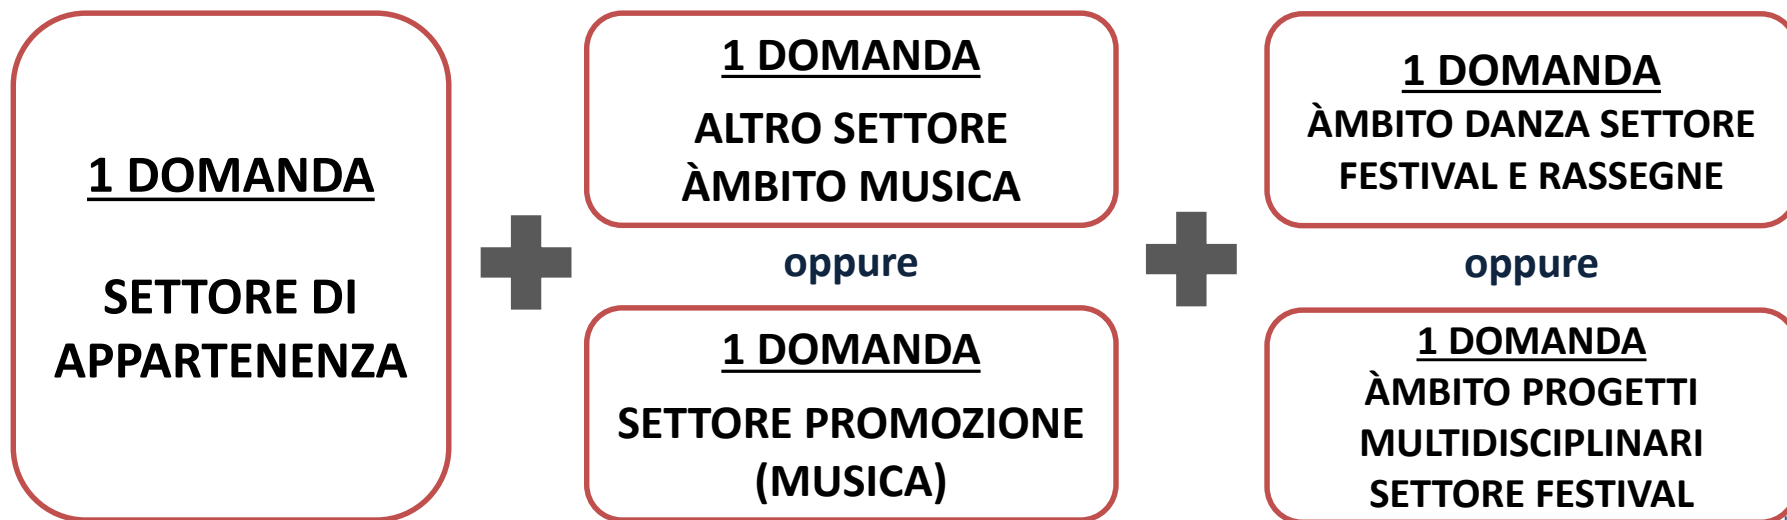 1 DOMANDA
SETTORE DI
APPARTENENZA
1 DOMANDA
ALTRO SETTORE
ÀMBITO MUSICA
oppure
1 DOMANDA
SETTORE PROMOZIONE
(MUSICA)
1 DOMANDA
ÀMBITO DANZA SETTORE
FESTIVAL E RASSEGNE
oppure
1 DOMANDA
ÀMBITO PROGETTI
MULTIDISCIPLINARI
SETTORE FESTIVAL